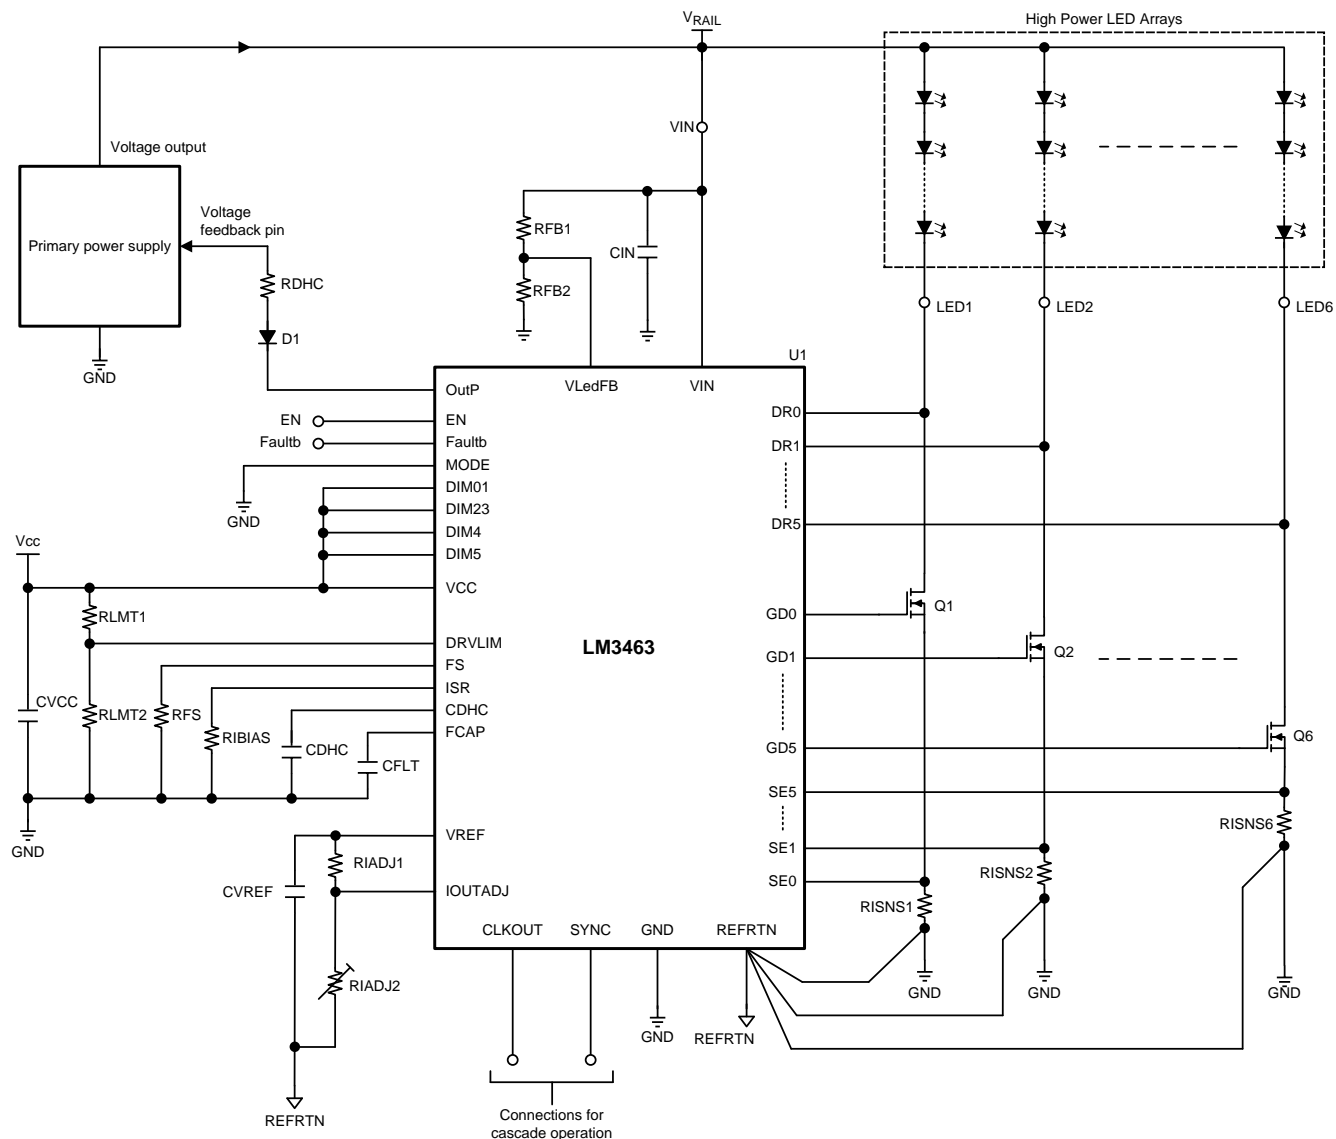 VRAIL
High Power LED Arrays
VIN
Voltage output
Voltage
feedback pin
Primary power supply
RFB1
CIN
RDHC
RFB2
LED1
LED2
LED6
D1
U1
GND
OutP
VLedFB
VIN
DR0
EN
EN
Faultb
Faultb
DR1
MODE
DIM01
GND
DIM23
DR5
DIM4
Vcc
DIM5
VCC
Q1
RLMT1
GD0
DRVLIM
LM3463
Q2
GD1
FS
ISR
CVCC
RLMT2
RFS
CDHC
RIBIAS
FCAP
Q6
GD5
CDHC
CFLT
SE5
RISNS6
GND
VREF
SE1
RIADJ1
RISNS2
CVREF
IOUTADJ
SE0
RISNS1
CLKOUT
SYNC
GND
REFRTN
RIADJ2
GND
GND
GND
GND
REFRTN
REFRTN
Connections for
cascade operation